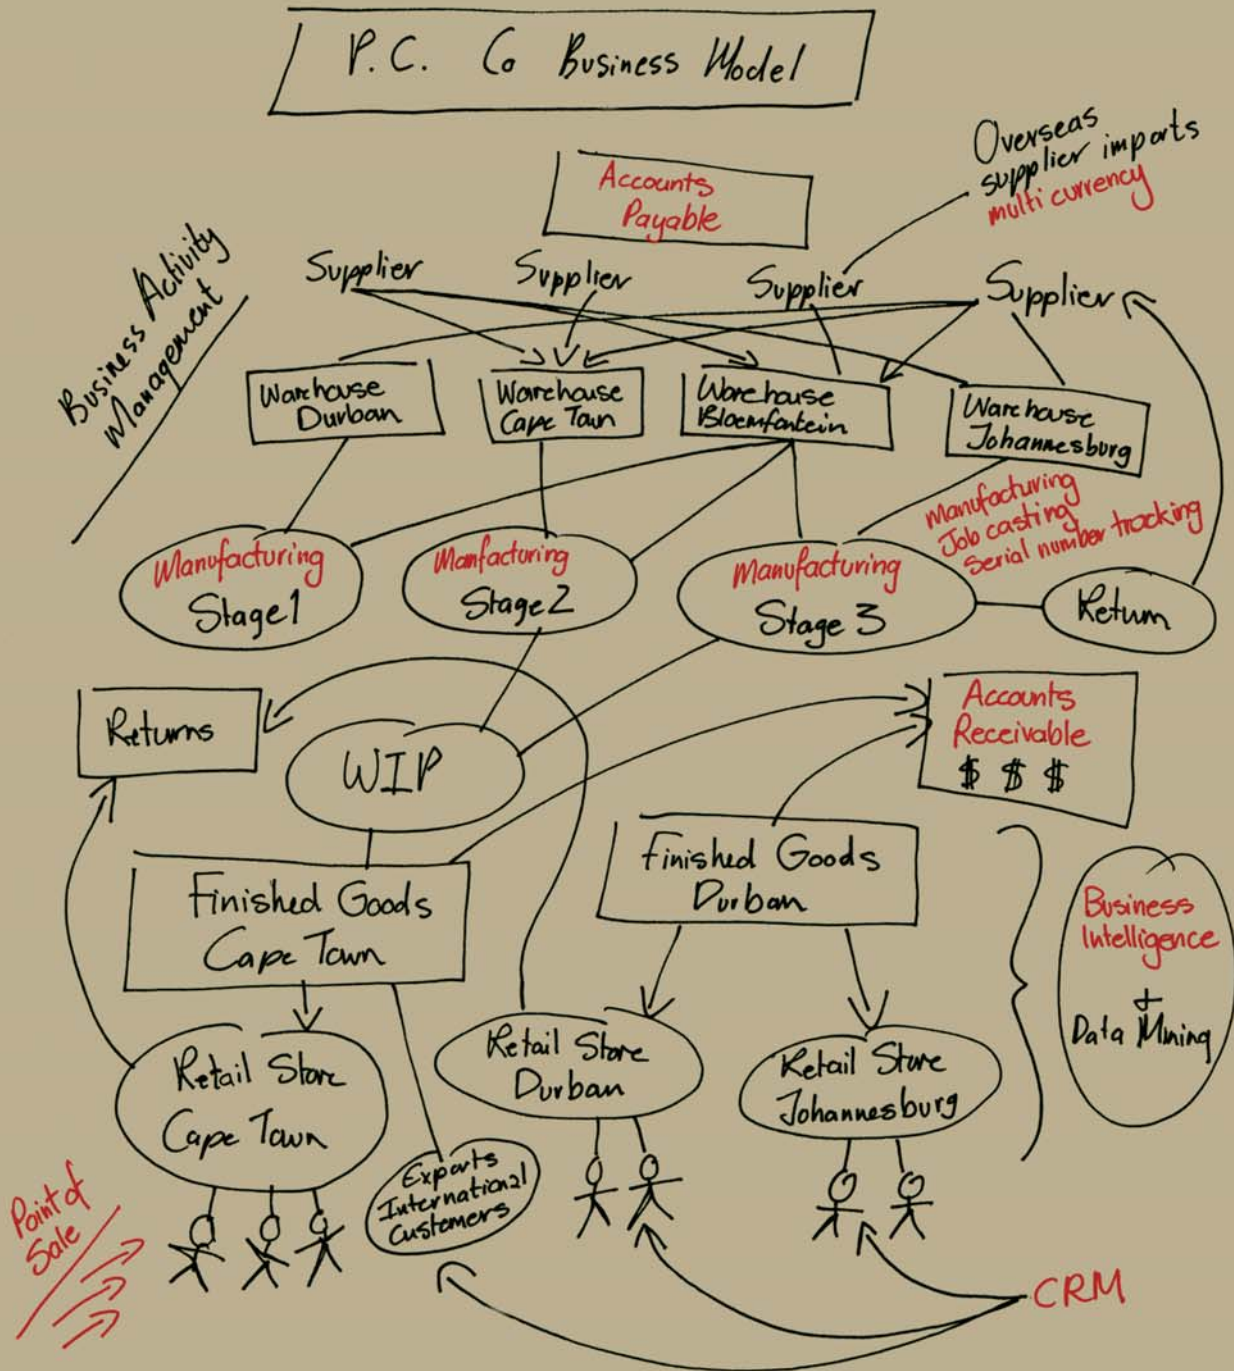 P.C. Co Business Model
Accounts
Payable
Overseas
supplier imports
multi currency
Business Activity
Management
Supplier
Supplier
Supplier
Supplier
Warehouse
Durban
Warehouse
Cape Town
Warehouse
Bloemfontein
Warehouse
Johannesburg
Manufacturing
Job casting
Serial number tracking
Manufacturing
Stage 1
Manfacturing
Stage 2
Manufacturing
Stage 3
Return
Returns
WIP
Accounts
Receivable
$ $ $
Finished Goods
Cape Town
Finished Goods
Durban
Business
Intelligence
+
Data Mining
Retail Store
Cape Town
Retail Store
Durban
Retail Store
Johannesburg
Exports
International
Customers
Point of
Sale
CRM